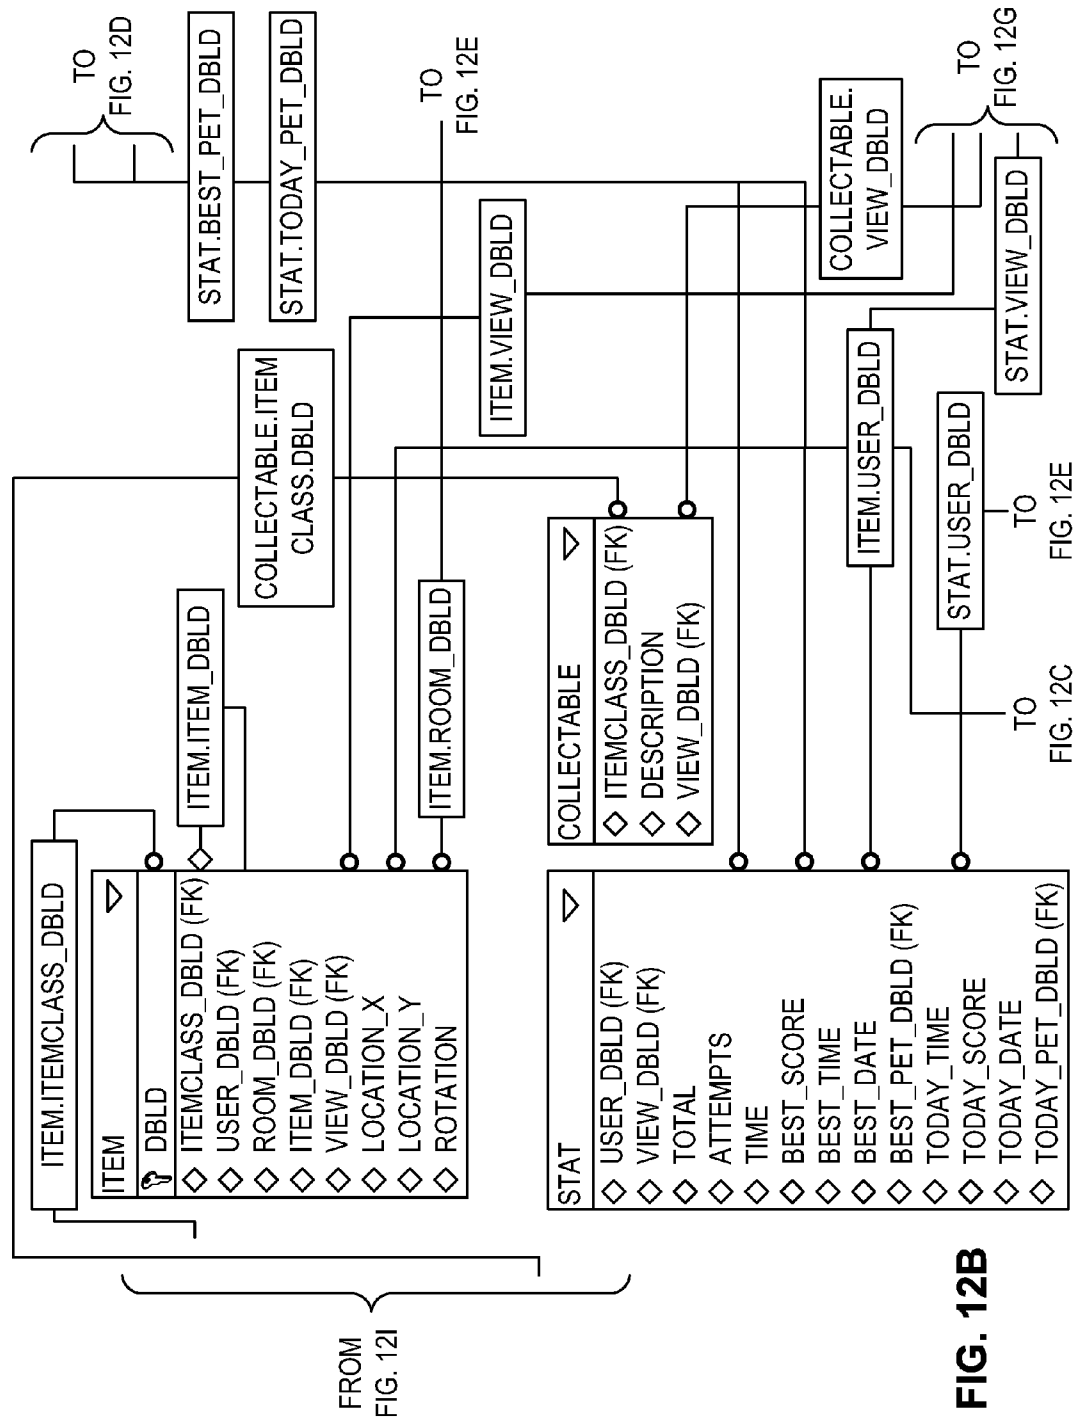 TO
FIG. 12D
STAT.BEST_PET_DBLD
STAT.TODAY_PET_DBLD
TO
FIG. 12E
COLLECTABLE.
VIEW_DBLD
TO
FIG. 12G
ITEM.VIEW_DBLD
STAT.VIEW_DBLD
COLLECTABLE.ITEM
CLASS.DBLD
ITEM.USER_DBLD
STAT.USER_DBLD
TO
FIG. 12E
ITEM.ITEM_DBLD
ITEM.ROOM_DBLD
TO
FIG. 12C
ITEM.ITEMCLASS_DBLD
ITEM
DBLD
ITEMCLASS_DBLD (FK)
USER_DBLD (FK)
ROOM_DBLD (FK)
ITEM_DBLD (FK)
VIEW_DBLD (FK)
LOCATION_X
LOCATION_Y
ROTATION
COLLECTABLE
ITEMCLASS_DBLD (FK)
DESCRIPTION
VIEW_DBLD (FK)
STAT
USER_DBLD (FK)
VIEW_DBLD (FK)
TOTAL
ATTEMPTS
TIME
BEST_SCORE
BEST_TIME
BEST_DATE
BEST_PET_DBLD (FK)
TODAY_TIME
TODAY_SCORE
TODAY_DATE
TODAY_PET_DBLD (FK)
FROM
FIG. 12I
FIG. 12B